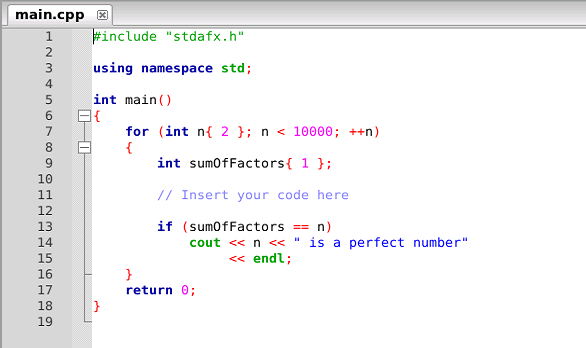 main.cpp
1 #include "stdafx.h"
2
3 using namespace std;
4
5 int main()
6 {
7     for (int n{ 2 }; n < 10000; ++n)
8     {
9         int sumOfFactors{ 1 };
10
11         // Insert your code here
12
13         if (sumOfFactors == n)
14             cout << n << " is a perfect number"
15                  << endl;
16     }
17     return 0;
18 }
19